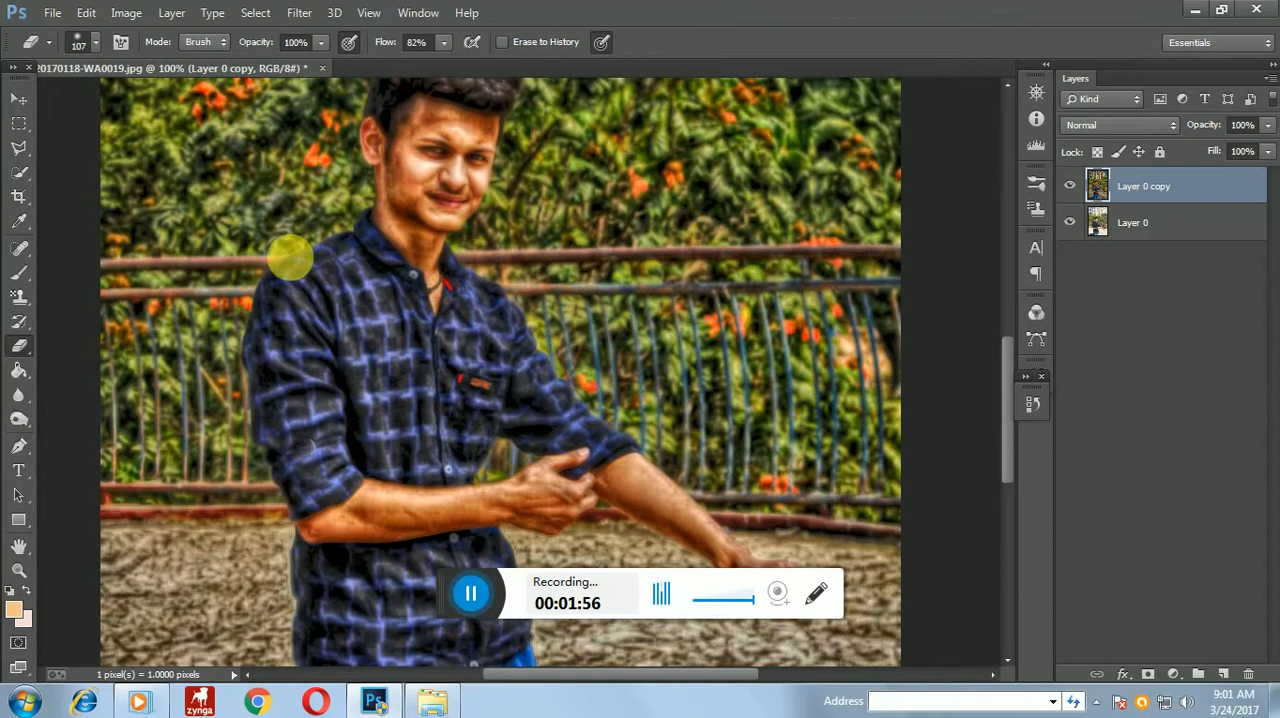 Ps File Edit Image Layer Type Select Filter 3D View Window Help
107 Mode: Brush Opacity: 100% Flow: 82% Erase to History Essentials
20170118-WA0019.jpg @ 100% (Layer 0 copy, RGB/8#) *
Layers
Kind
Normal Opacity: 100%
Lock: Fill: 100%
Layer 0 copy
Layer 0
Recording...
00:01:56
1 pixel(s) = 1.0000 pixels
zynga Ps Address 9:01 AM
3/24/2017